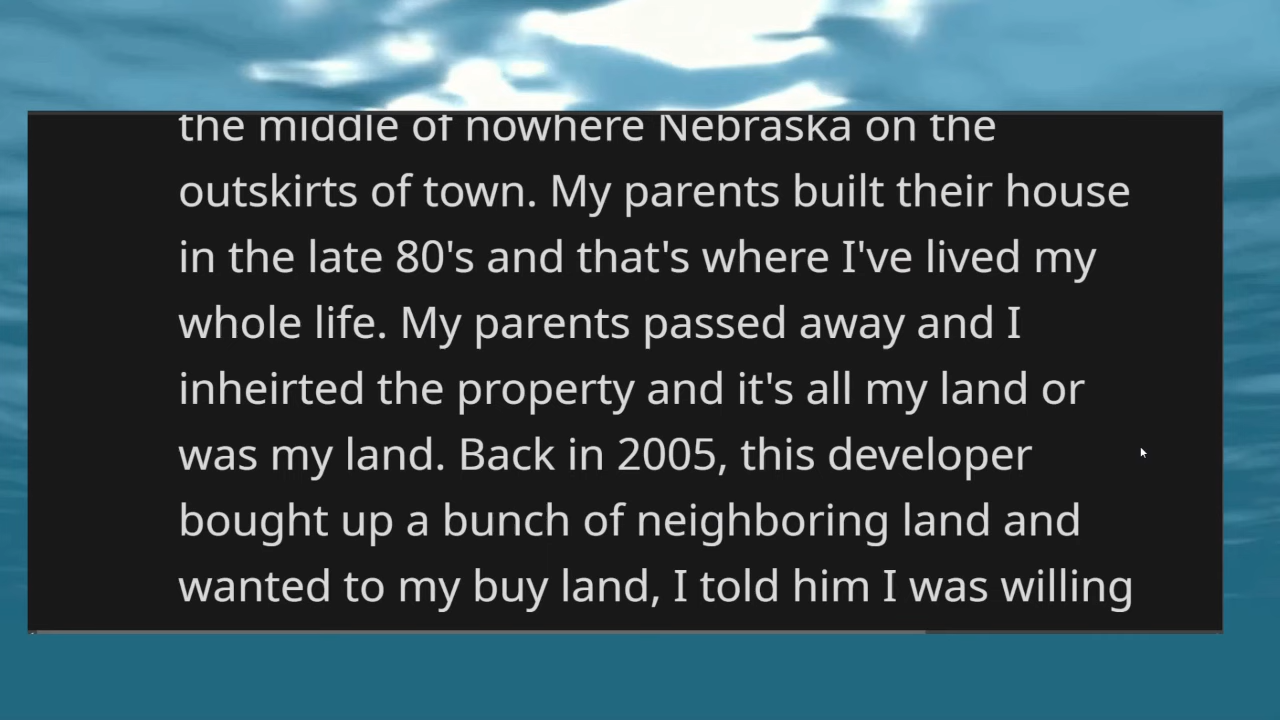 the middle of nowhere Nebraska on the
outskirts of town. My parents built their house
in the late 80's and that's where I've lived my
whole life. My parents passed away and I
inheirted the property and it's all my land or
was my land. Back in 2005, this developer
bought up a bunch of neighboring land and
wanted to my buy land, I told him I was willing